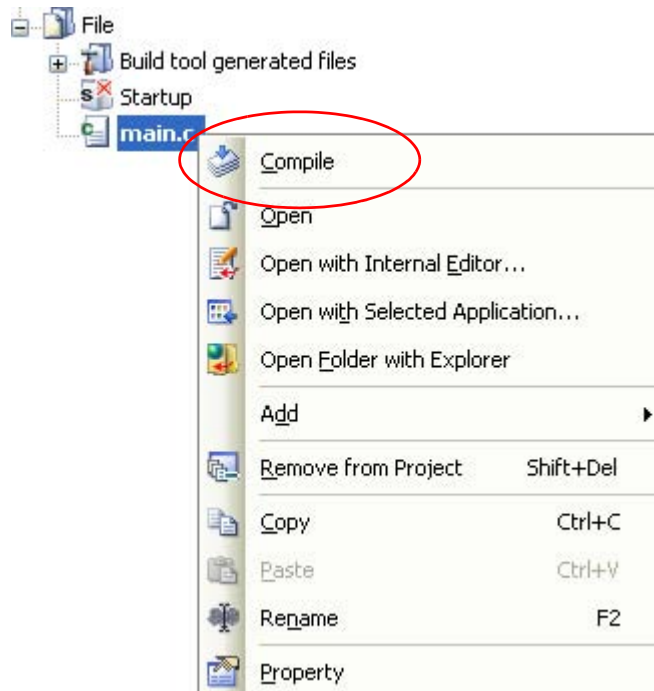 File
Build tool generated files
Startup
main.c
Compile
Open
Open with Internal Editor...
Open with Selected Application...
Open Folder with Explorer
Add
Remove from Project Shift+Del
Copy Ctrl+C
Paste Ctrl+V
Rename F2
Property